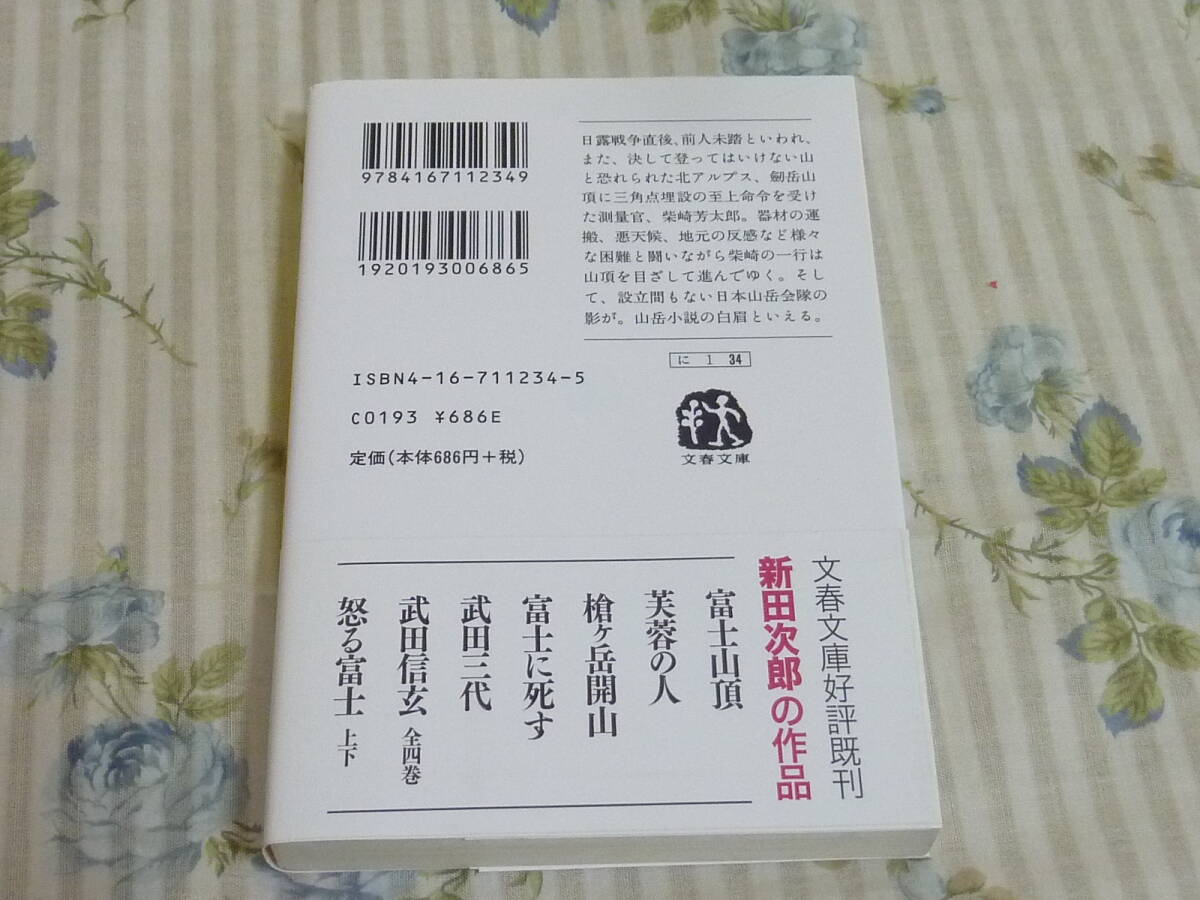 9784167112349
1920193006865
日露戦争直後、前人未踏といわれ、
また、決して登ってはいけない山
と恐れられた北アルプス、劔岳山
頂に三角点埋設の至上命令を受け
た測量官、柴崎芳太郎。器材の運
搬、悪天候、地元の反感など様々
な困難と闘いながら柴崎の一行は
山頂を目ざして進んでゆく。そし
て、設立間もない日本山岳会隊の
影が。山岳小説の白眉といえる。
に 1 34
文春文庫
ISBN4-16-711234-5
C0193 ¥686E
定価(本体686円+税)
文春文庫好評既刊
新田次郎の作品
富士山頂
芙蓉の人
槍ヶ岳開山
富士に死す
武田三代
武田信玄 全四巻
怒る富士 上下